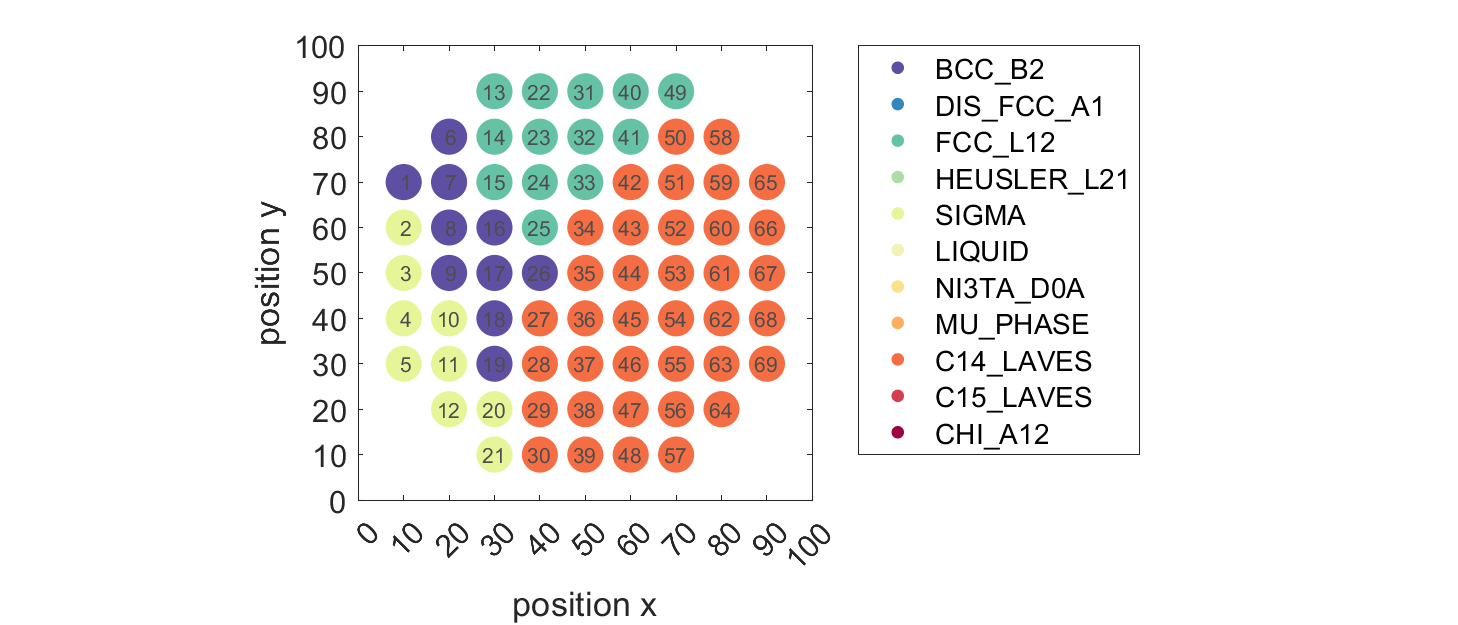 100
90
80
70
60
50
40
30
20
10
0
13 22 31 40 49
6 14 23 32 41 50 58
1 7 15 24 33 42 51 59 65
2 8 16 25 34 43 52 60 66
3 9 17 26 35 44 53 61 67
4 10 18 27 36 45 54 62 68
5 11 19 28 37 46 55 63 69
12 20 29 38 47 56 64
21 30 39 48 57
0 10 20 30 40 50 60 70 80 90 100
position x
position y
BCC_B2
DIS_FCC_A1
FCC_L12
HEUSLER_L21
SIGMA
LIQUID
NI3TA_D0A
MU_PHASE
C14_LAVES
C15_LAVES
CHI_A12